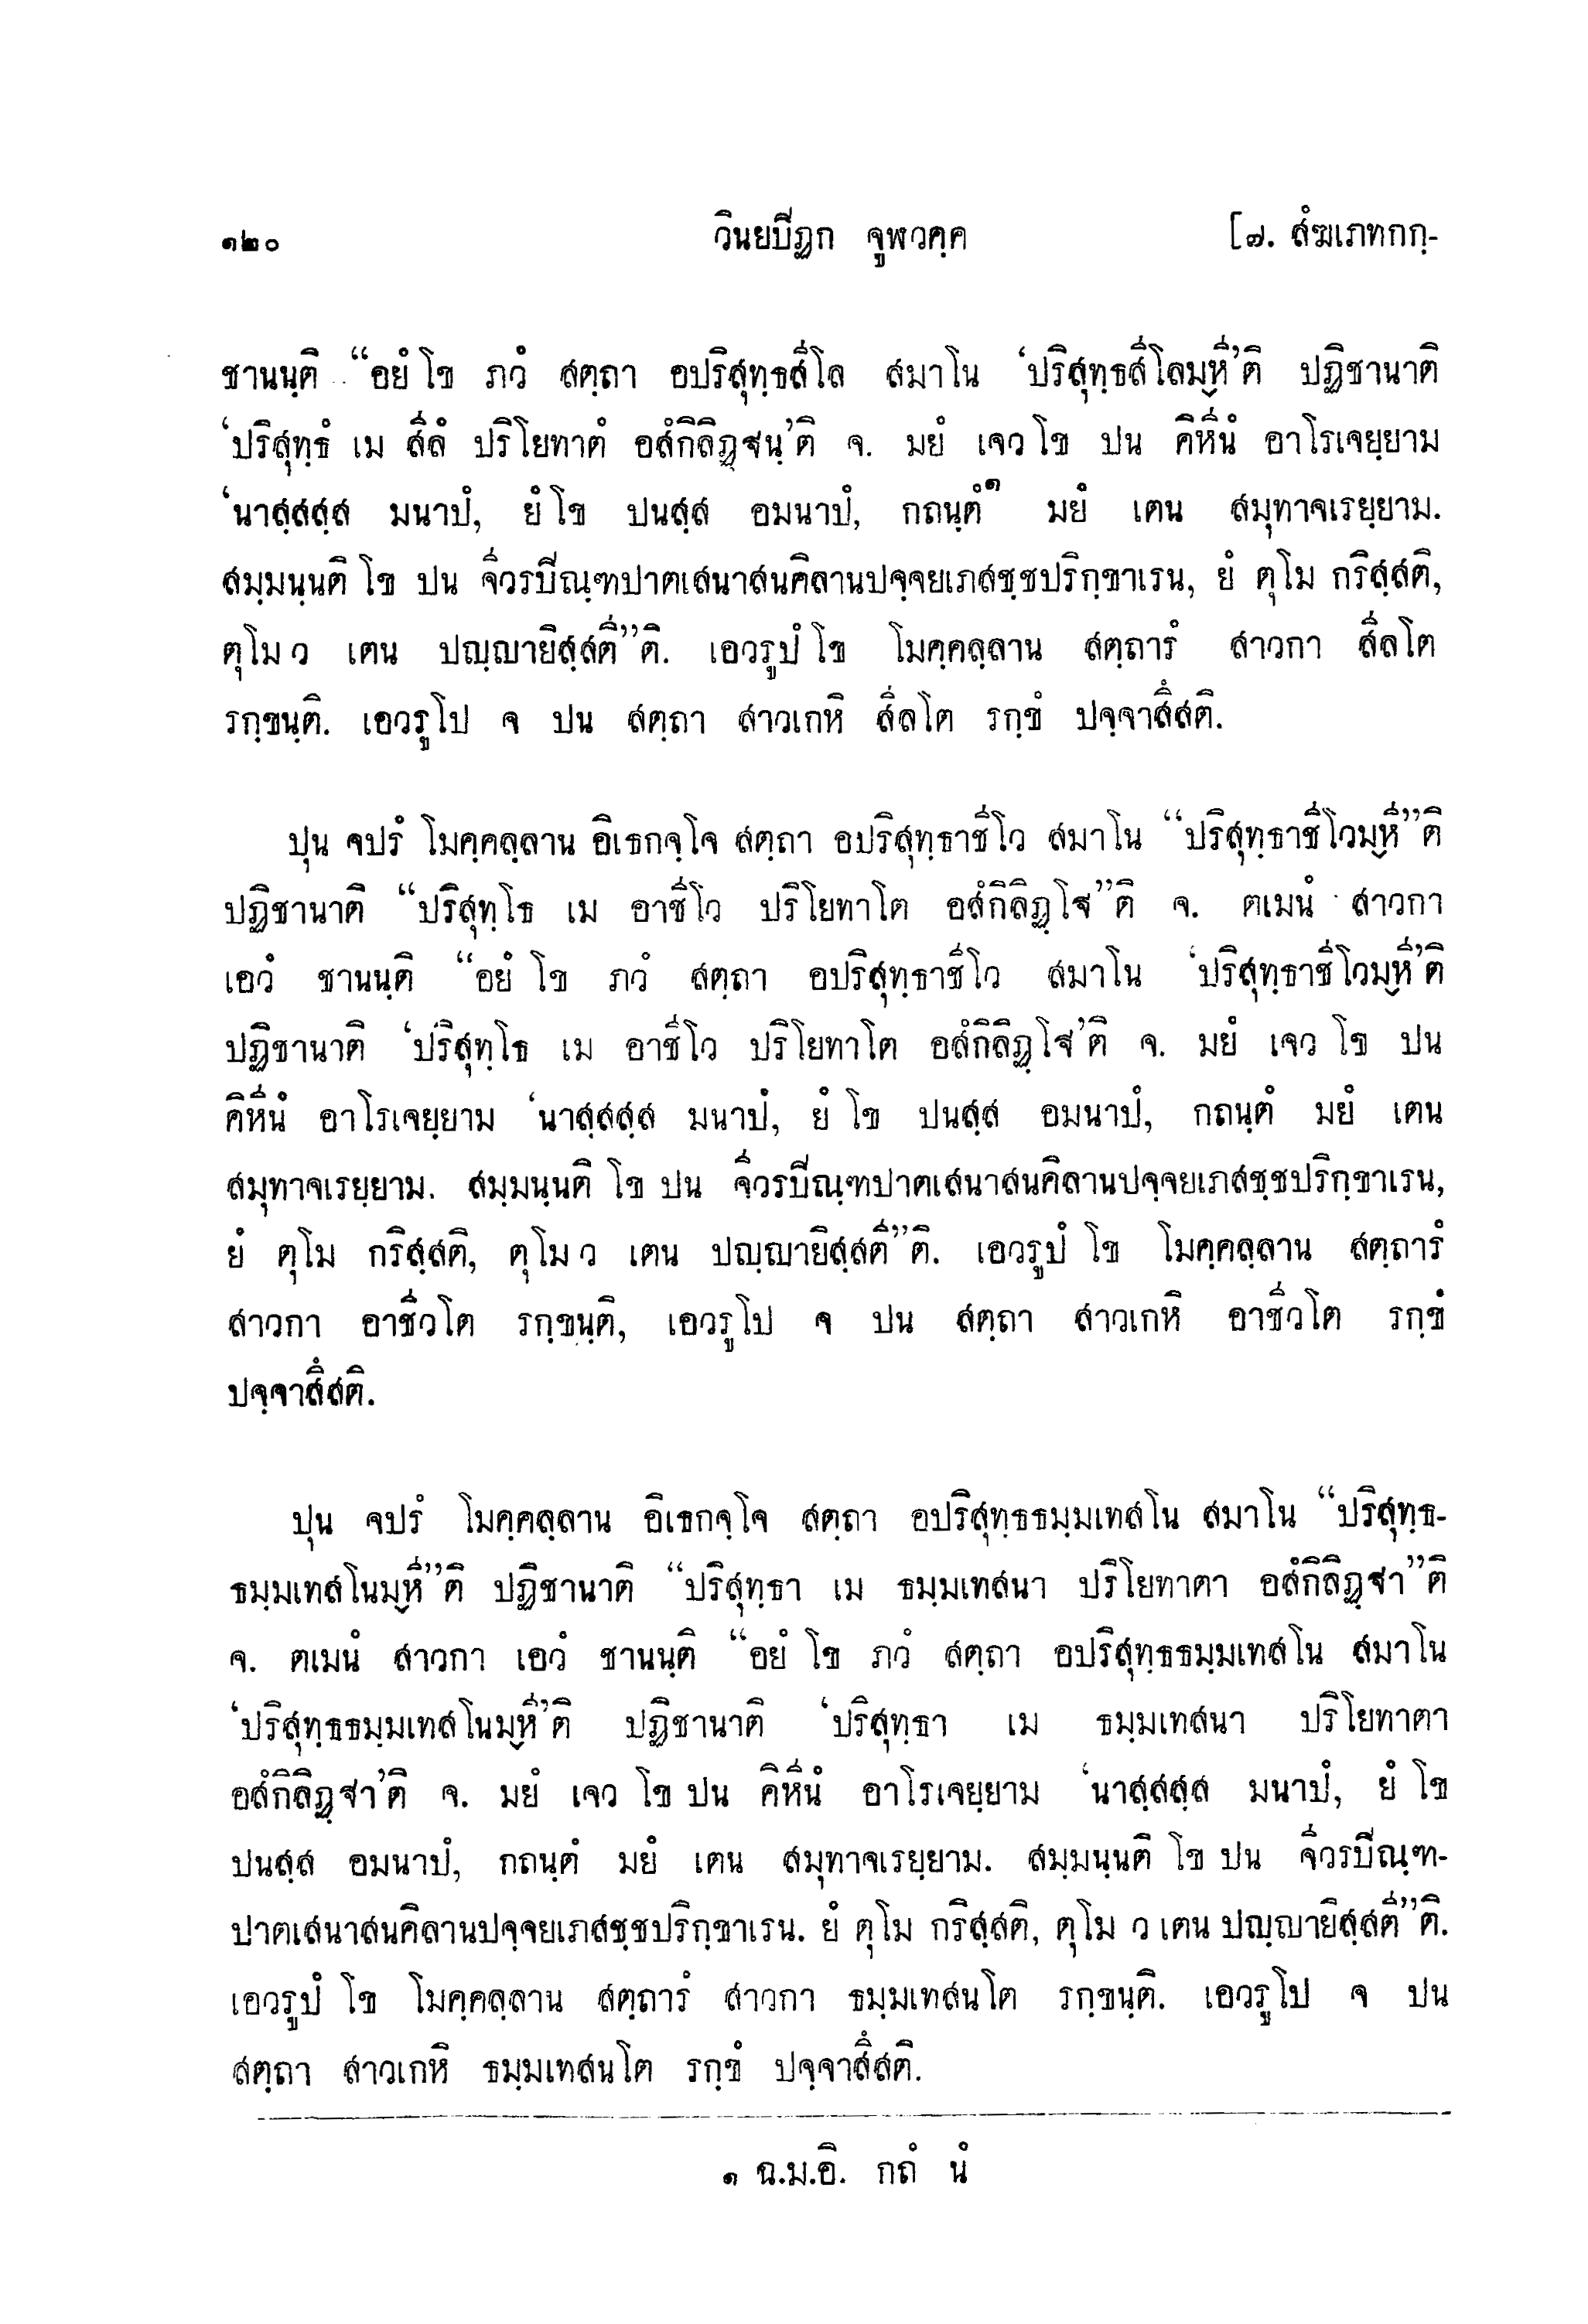 ๑๒๐ วินยปิฏก จูฬวคฺค [๗. สํฆเภทกกฺ-
ชานนฺติ “อยํ โข ภวํ สตฺถา อปริสุทฺธสีโล สมาโน ‘ปริสุทฺธสีโลมฺหี’ติ ปฏิชานาติ
‘ปริสุทฺธํ เม สีลํ ปริโยทาตํ อสํกิลิฏฺฐนฺ’ติ จ. มยํ เจว โข ปน คิหีนํ อาโรเจยฺยาม
‘นาสฺสสฺส มนาปํ, ยํ โข ปนสฺส อมนาปํ, กถนฺตํ๑ มยํ เตน สมุทาจเรยฺยาม.
สมฺมนฺนติ โข ปน จีวรปิณฺฑปาตเสนาสนคิลานปจฺจยเภสชฺชปริกฺขาเรน, ยํ ตุโม กริสฺสติ,
ตุโม ว เตน ปญฺญายิสฺสตี”ติ. เอวรูปํ โข โมคฺคลฺลาน สตฺถารํ สาวกา สีลโต
รกฺขนฺติ. เอวรูโป จ ปน สตฺถา สาวเกหิ สีลโต รกฺขํ ปจฺจาสึสติ.
ปุน จปรํ โมคฺคลฺลาน อิเธกจฺโจ สตฺถา อปริสุทฺธาชีโว สมาโน “ปริสุทฺธาชีโวมฺหี”ติ
ปฏิชานาติ “ปริสุทฺโธ เม อาชีโว ปริโยทาโต อสํกิลิฏฺโฐ”ติ จ. ตเมนํ สาวกา
เอวํ ชานนฺติ “อยํ โข ภวํ สตฺถา อปริสุทฺธาชีโว สมาโน ‘ปริสุทฺธาชีโวมฺหี’ติ
ปฏิชานาติ ‘ปริสุทฺโธ เม อาชีโว ปริโยทาโต อสํกิลิฏฺโฐ’ติ จ. มยํ เจว โข ปน
คิหีนํ อาโรเจยฺยาม ‘นาสฺสสฺส มนาปํ, ยํ โข ปนสฺส อมนาปํ, กถนฺตํ มยํ เตน
สมุทาจเรยฺยาม. สมฺมนฺนติ โข ปน จีวรปิณฺฑปาตเสนาสนคิลานปจฺจยเภสชฺชปริกฺขาเรน,
ยํ ตุโม กริสฺสติ, ตุโม ว เตน ปญฺญายิสฺสตี”ติ. เอวรูปํ โข โมคฺคลฺลาน สตฺถารํ
สาวกา อาชีวโต รกฺขนฺติ, เอวรูโป จ ปน สตฺถา สาวเกหิ อาชีวโต รกฺขํ
ปจฺจาสึสติ.
ปุน จปรํ โมคฺคลฺลาน อิเธกจฺโจ สตฺถา อปริสุทฺธธมฺมเทสโน สมาโน “ปริสุทฺธ-
ธมฺมเทสโนมฺหี”ติ ปฏิชานาติ “ปริสุทฺธา เม ธมฺมเทสนา ปริโยทาตา อสํกิลิฏฺฐา”ติ
จ. ตเมนํ สาวกา เอวํ ชานนฺติ “อยํ โข ภวํ สตฺถา อปริสุทฺธธมฺมเทสโน สมาโน
‘ปริสุทฺธธมฺมเทสโนมฺหี’ติ ปฏิชานาติ ‘ปริสุทฺธา เม ธมฺมเทสนา ปริโยทาตา
อสํกิลิฏฺฐา’ติ จ. มยํ เจว โข ปน คิหีนํ อาโรเจยฺยาม ‘นาสฺสสฺส มนาปํ, ยํ โข
ปนสฺส อมนาปํ, กถนฺตํ มยํ เตน สมุทาจเรยฺยาม. สมฺมนฺนติ โข ปน จีวรปิณฺฑ-
ปาตเสนาสนคิลานปจฺจยเภสชฺชปริกฺขาเรน. ยํ ตุโม กริสฺสติ, ตุโม ว เตน ปญฺญายิสฺสตี”ติ.
เอวรูปํ โข โมคฺคลฺลาน สตฺถารํ สาวกา ธมฺมเทสนโต รกฺขนฺติ. เอวรูโป จ ปน
สตฺถา สาวเกหิ ธมฺมเทสนโต รกฺขํ ปจฺจาสึสติ.
๑ ฉ.ม.อิ. กถํ นํ